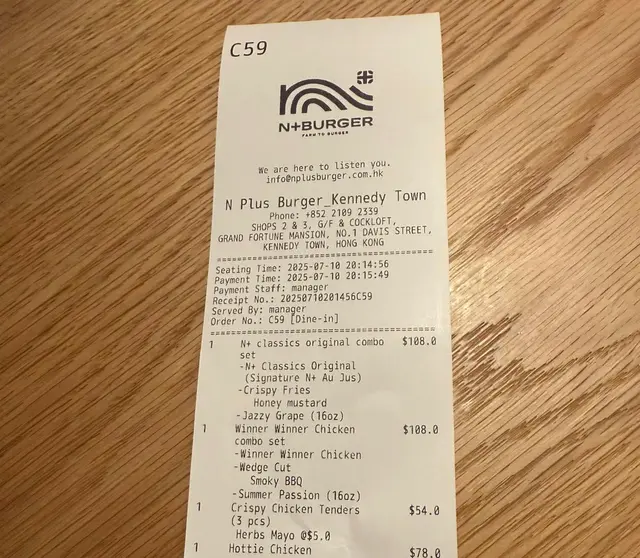 C59
N+BURGER
FARM TO BURGER
We are here to listen you.
info@nplusburger.com.hk
N Plus Burger_Kennedy Town
Phone: +852 2109 2339
SHOPS 2 & 3, G/F & COCKLOFT,
GRAND FORTUNE MANSION, NO.1 DAVIS STREET,
KENNEDY TOWN, HONG KONG
Seating Time: 2025-07-10 20:14:56
Payment Time: 2025-07-10 20:15:49
Payment Staff: manager
Receipt No.: 20250710201456C59
Served By: manager
Order No.: C59 [Dine-in]
1 N+ classics original combo $108.0
set
-N+ Classics Original
(Signature N+ Au Jus)
-Crispy Fries
Honey mustard
-Jazzy Grape (16oz)
1 Winner Winner Chicken $108.0
combo set
-Winner Winner Chicken
-Wedge Cut
Smoky BBQ
-Summer Passion (16oz)
1 Crispy Chicken Tenders $54.0
(3 pcs)
Herbs Mayo @$5.0
1 Hottie Chicken $78.0